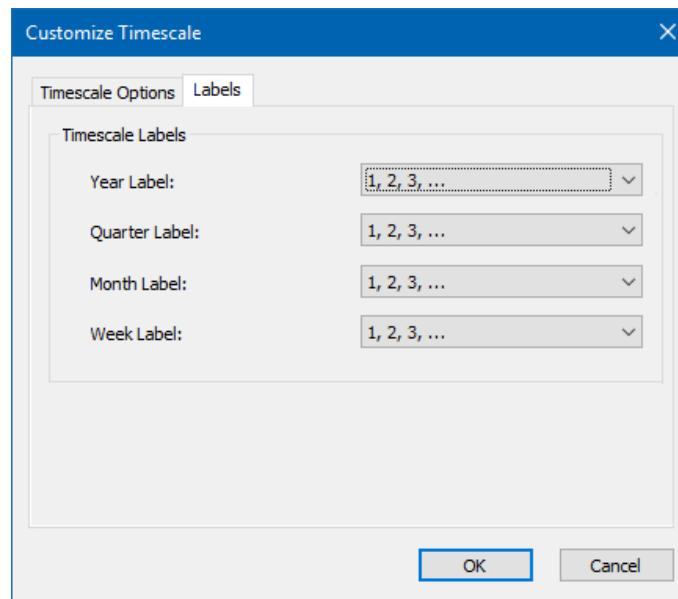 Customize Timescale
Timescale Options Labels
Timescale Labels
Year Label: 1, 2, 3, ...
Quarter Label: 1, 2, 3, ...
Month Label: 1, 2, 3, ...
Week Label: 1, 2, 3, ...
OK Cancel